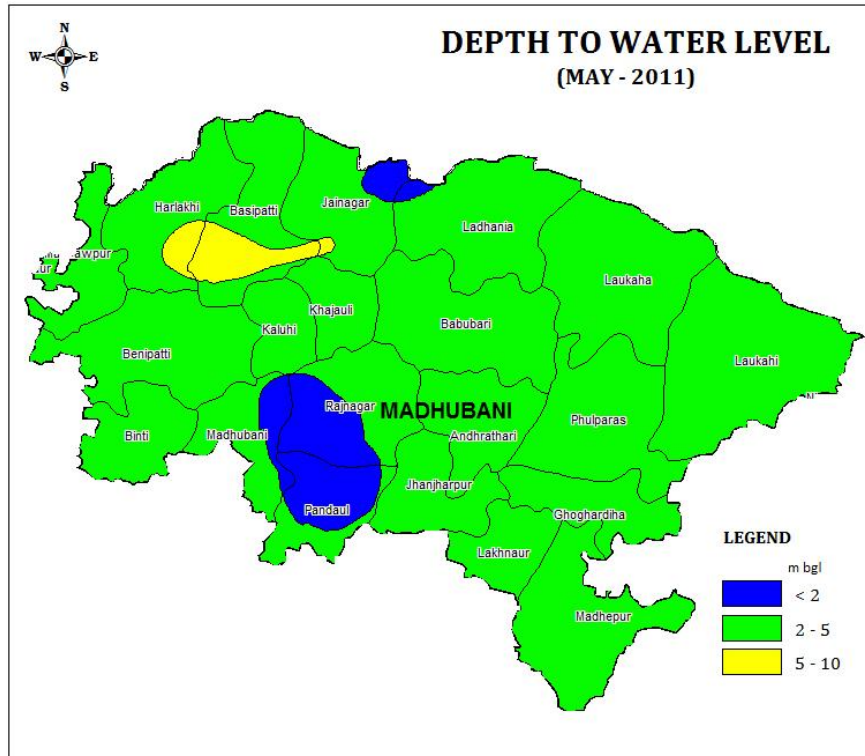 DEPTH TO WATER LEVEL
(MAY - 2011)
N
W E
S
Jainagar
Harlakhi
Basipatti
Ladhania
Laukaha
Khajauli
Kaluhi
Babubari
Benipatti
Laukahi
Rajnagar
MADHUBANI
Phulparas
Binti
Madhubani
Andhrathari
Jhanjharpur
Pandaul
Ghoghardiha
Lakhnaur
Madhepur
LEGEND
m bgl
< 2
2 - 5
5 - 10